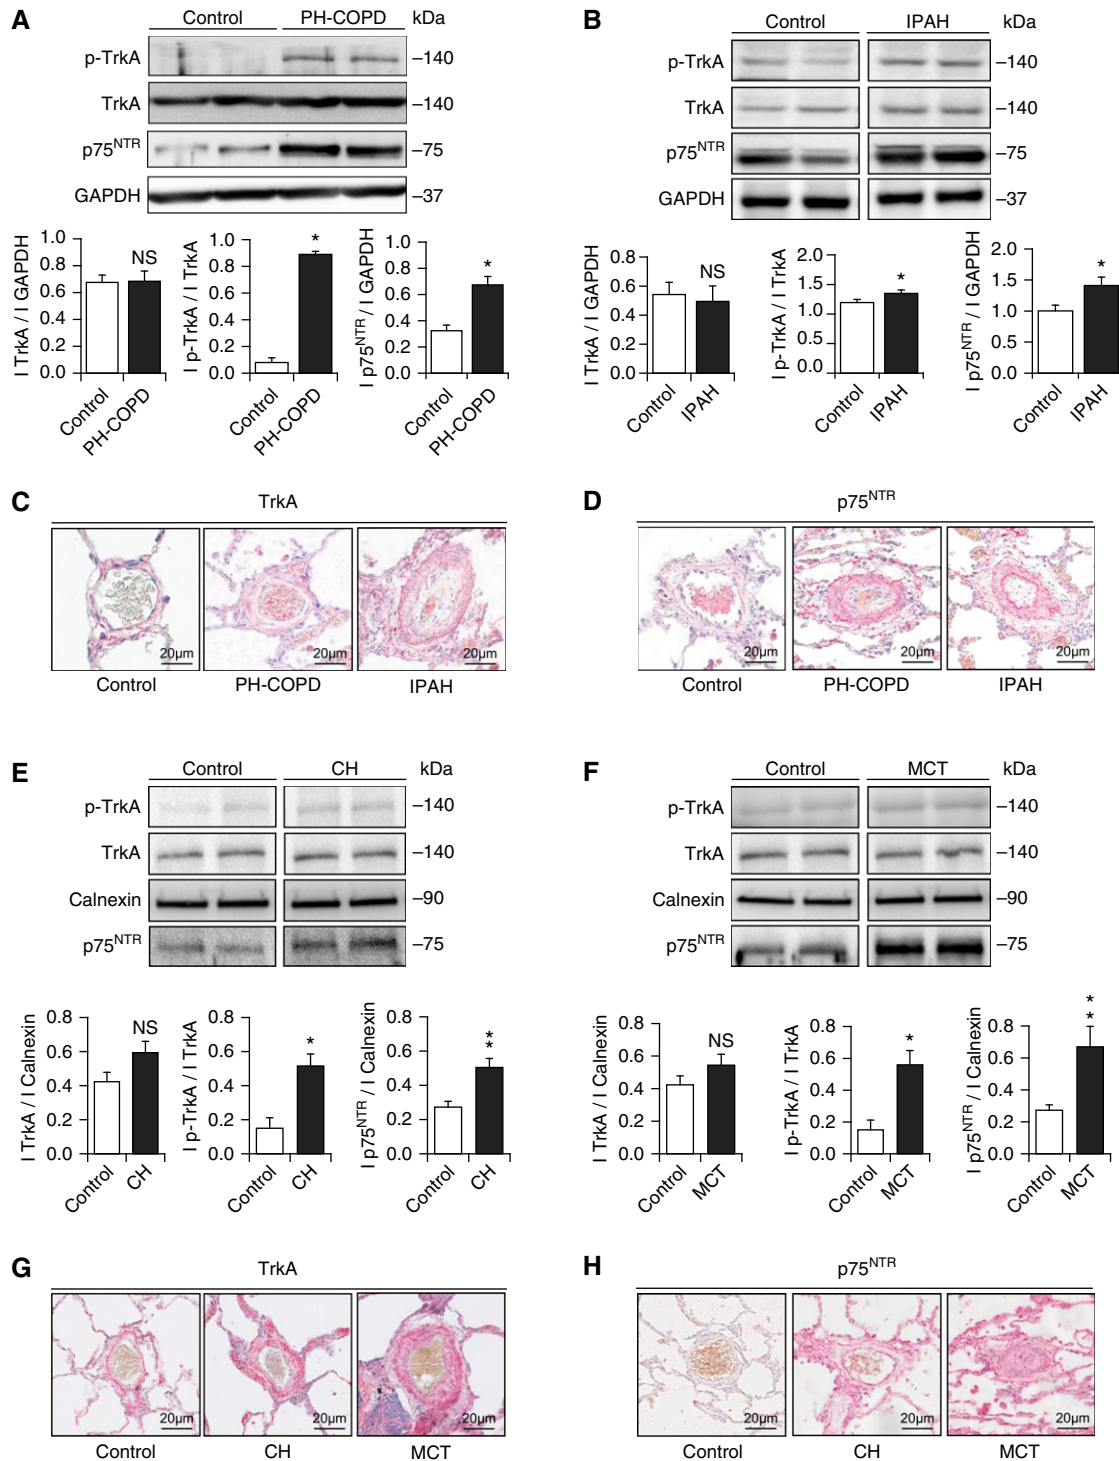 A
Control PH-COPD kDa
p-TrkA –140
TrkA –140
p75NTR –75
GAPDH –37
I TrkA / I GAPDH
1.0
0.8
0.6
0.4
0.2
0.0
NS
Control
PH-COPD
I p-TrkA / I TrkA
1.0
0.8
0.6
0.4
0.2
0.0
*
Control
PH-COPD
I p75NTR / I GAPDH
1.0
0.8
0.6
0.4
0.2
0.0
*
Control
PH-COPD
B
Control IPAH kDa
p-TrkA –140
TrkA –140
p75NTR –75
GAPDH –37
I TrkA / I GAPDH
0.8
0.6
0.4
0.2
0.0
NS
Control
IPAH
I p-TrkA / I TrkA
2.0
1.5
1.0
0.5
0.0
*
Control
IPAH
I p75NTR / I GAPDH
2.0
1.5
1.0
0.5
0.0
*
Control
IPAH
C
TrkA
20µm 20µm 20µm
Control PH-COPD IPAH
D
p75NTR
20µm 20µm 20µm
Control PH-COPD IPAH
E
Control CH kDa
p-TrkA –140
TrkA –140
Calnexin –90
p75NTR –75
I TrkA / I Calnexin
0.8
0.6
0.4
0.2
0.0
NS
Control
CH
I p-TrkA / I TrkA
0.8
0.6
0.4
0.2
0.0
*
Control
CH
I p75NTR / I Calnexin
0.8
0.6
0.4
0.2
0.0
*
*
Control
CH
F
Control MCT kDa
p-TrkA –140
TrkA –140
Calnexin –90
p75NTR –75
I TrkA / I Calnexin
0.8
0.6
0.4
0.2
0.0
NS
Control
MCT
I p-TrkA / I TrkA
0.8
0.6
0.4
0.2
0.0
*
Control
MCT
I p75NTR / I Calnexin
0.8
0.6
0.4
0.2
0.0
*
*
Control
MCT
G
TrkA
20µm 20µm 20µm
Control CH MCT
H
p75NTR
20µm 20µm 20µm
Control CH MCT